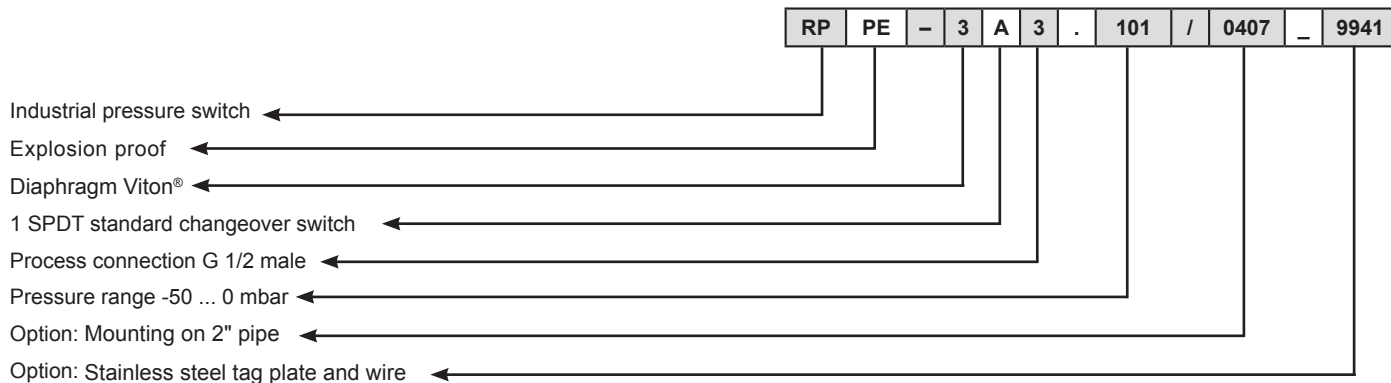 RP PE – 3 A 3 . 101 / 0407 _ 9941
Industrial pressure switch
Explosion proof
Diaphragm Viton®
1 SPDT standard changeover switch
Process connection G 1/2 male
Pressure range -50 ... 0 mbar
Option: Mounting on 2" pipe
Option: Stainless steel tag plate and wire